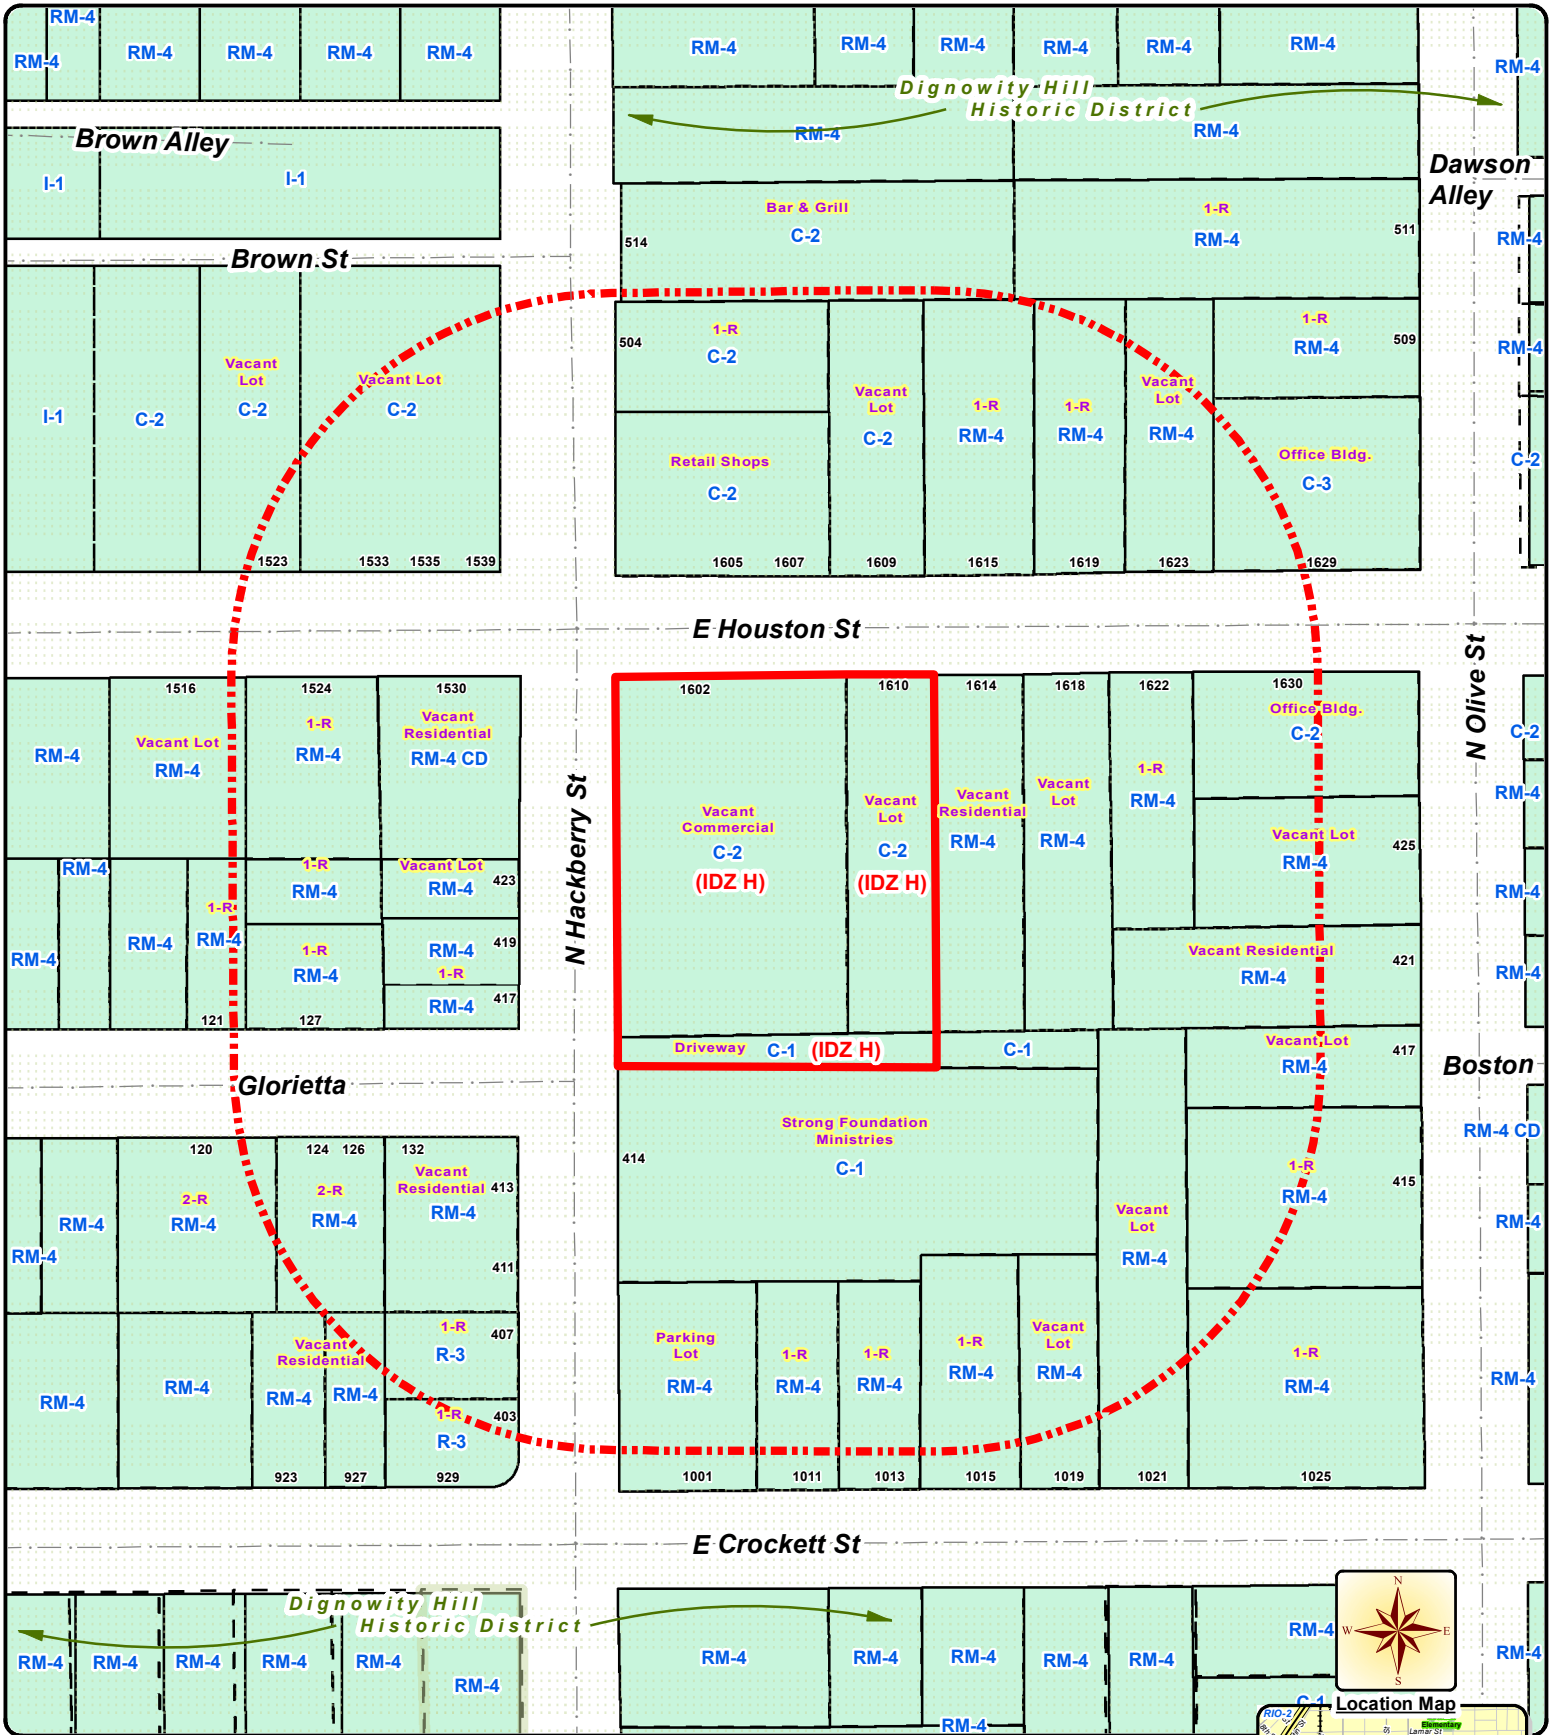 RM-4
RM-4
RM-4
RM-4
RM-4
RM-4
RM-4
RM-4
RM-4
RM-4
RM-4
RM-4
RM-4
Dignowity Hill
Historic District
RM-4
RM-4
Brown Alley
I-1
I-1
Dawson
Alley
Bar & Grill
C-2
514
1-R
RM-4
511
RM-4
Brown St
I-1
C-2
Vacant
Lot
C-2
1523
Vacant Lot
C-2
1533
1535
1539
504
1-R
C-2
Retail Shops
C-2
1605
1607
Vacant
Lot
C-2
1609
1-R
RM-4
1615
1-R
RM-4
1619
Vacant
Lot
RM-4
1623
1-R
RM-4
509
Office Bldg.
C-3
1629
RM-4
C-2
E Houston St
N Olive St
N Hackberry St
RM-4
1516
Vacant Lot
RM-4
1524
1-R
RM-4
1530
Vacant
Residential
RM-4 CD
1602
Vacant
Commercial
C-2
(IDZ H)
1610
Vacant
Lot
C-2
(IDZ H)
1614
Vacant
Residential
RM-4
1618
Vacant
Lot
RM-4
1622
1-R
RM-4
1630
Office Bldg.
C-2
Vacant Lot
RM-4
425
C-2
RM-4
RM-4
RM-4
RM-4
RM-4
RM-4
1-R
RM-4
121
1-R
RM-4
1-R
RM-4
127
Vacant Lot
RM-4
423
RM-4
419
1-R
RM-4
417
Vacant Residential
RM-4
421
Driveway
C-1
(IDZ H)
C-1
Vacant Lot
RM-4
417
Glorietta
Boston
Strong Foundation
Ministries
C-1
414
RM-4 CD
RM-4
RM-4
RM-4
RM-4
120
2-R
RM-4
124
126
2-R
RM-4
132
Vacant
Residential
RM-4
413
411
Vacant
Lot
RM-4
1021
1-R
RM-4
415
RM-4
RM-4
Vacant
Residential
RM-4
RM-4
923
927
1-R
R-3
407
1-R
R-3
403
929
Parking
Lot
RM-4
1001
1-R
RM-4
1011
1-R
RM-4
1013
1-R
RM-4
1015
Vacant
Lot
RM-4
1019
1-R
RM-4
1025
E Crockett St
Dignowity Hill
Historic District
RM-4
RM-4
RM-4
RM-4
RM-4
RM-4
RM-4
RM-4
RM-4
RM-4
RM-4
RM-4
RM-4
RM-4
C-1
N
W
E
S
Location Map
RIO-2
Elementary
Lamar St